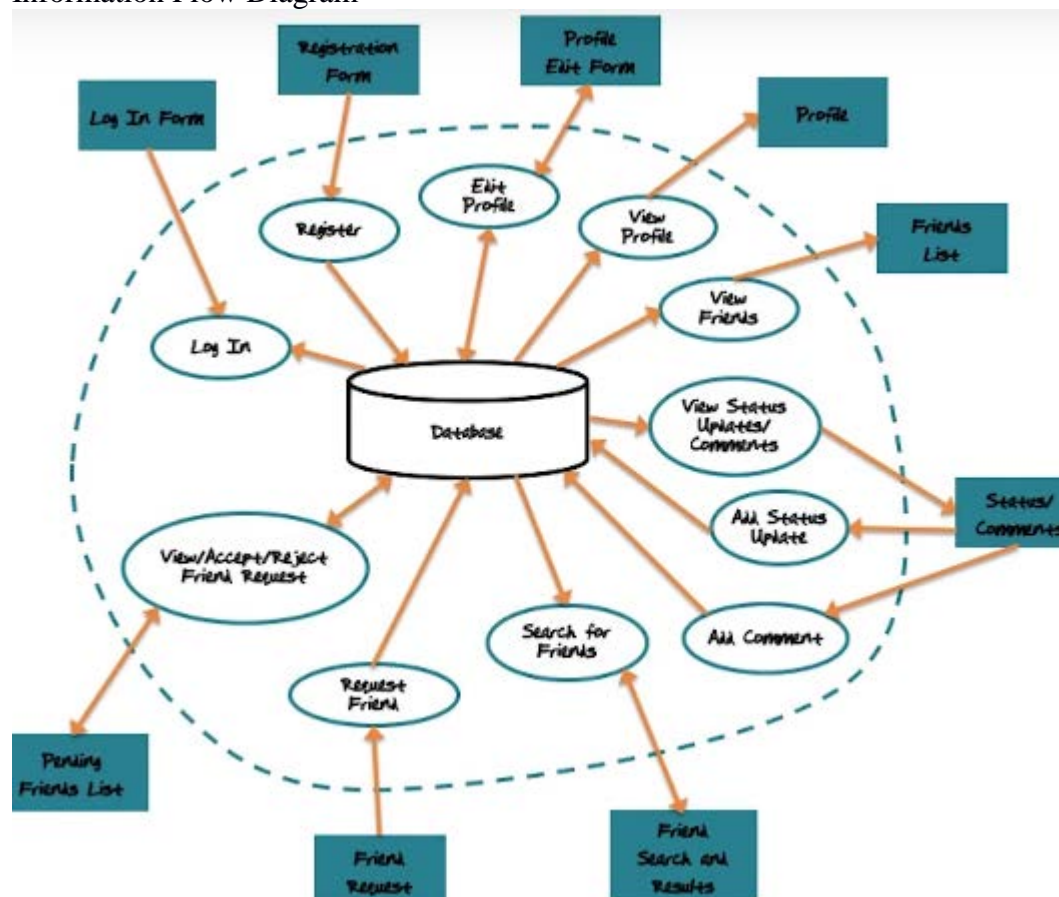 Information Flow Diagram
Registration
Form
Profile
Edit Form
Log In Form
Profile
Edit
Profile
Register
View
Profile
Friends
List
View
Friends
Log In
Database
View Status
Updates/
Comments
Status/
Comments
Add Status
Update
View/Accept/Reject
Friend Request
Search for
Friends
Add Comment
Request
Friend
Pending
Friends List
Friend
Request
Friend
Search and
Results